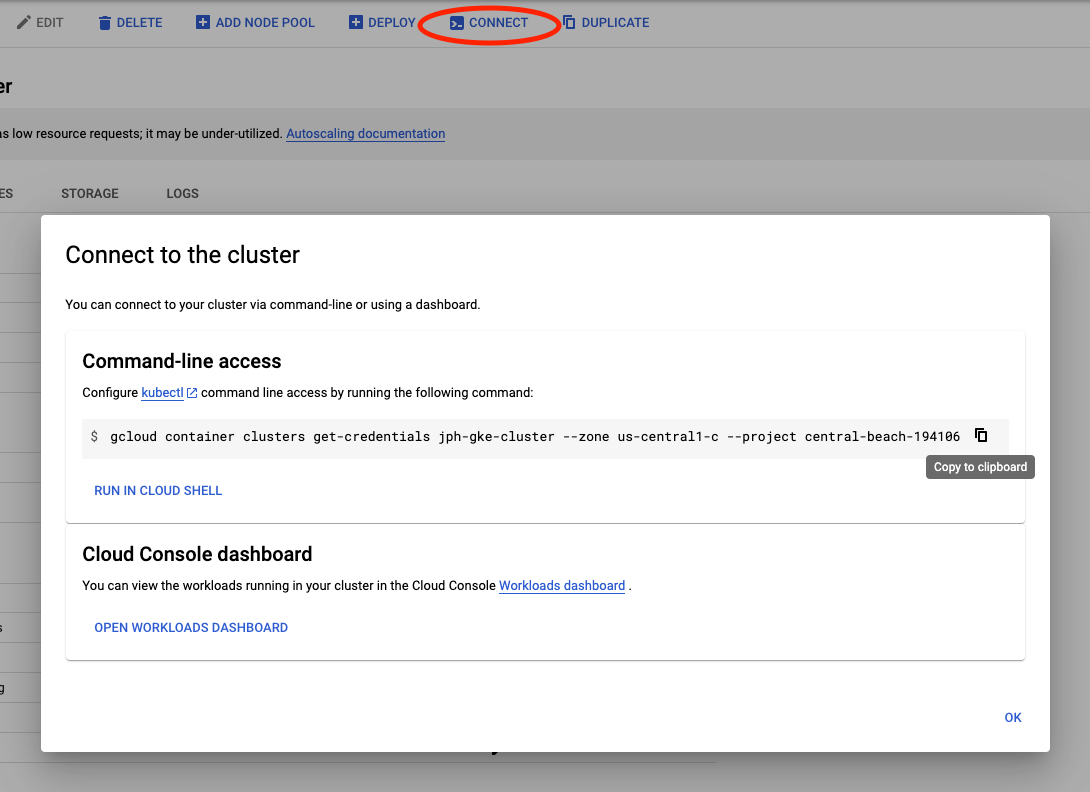 EDIT DELETE ADD NODE POOL DEPLOY CONNECT DUPLICATE
er
as low resource requests; it may be under-utilized. Autoscaling documentation
ES STORAGE LOGS
Connect to the cluster
You can connect to your cluster via command-line or using a dashboard.
Command-line access
Configure kubectl command line access by running the following command:
$ gcloud container clusters get-credentials jph-gke-cluster --zone us-central1-c --project central-beach-194106
Copy to clipboard
RUN IN CLOUD SHELL
Cloud Console dashboard
You can view the workloads running in your cluster in the Cloud Console Workloads dashboard .
OPEN WORKLOADS DASHBOARD
s
g
OK